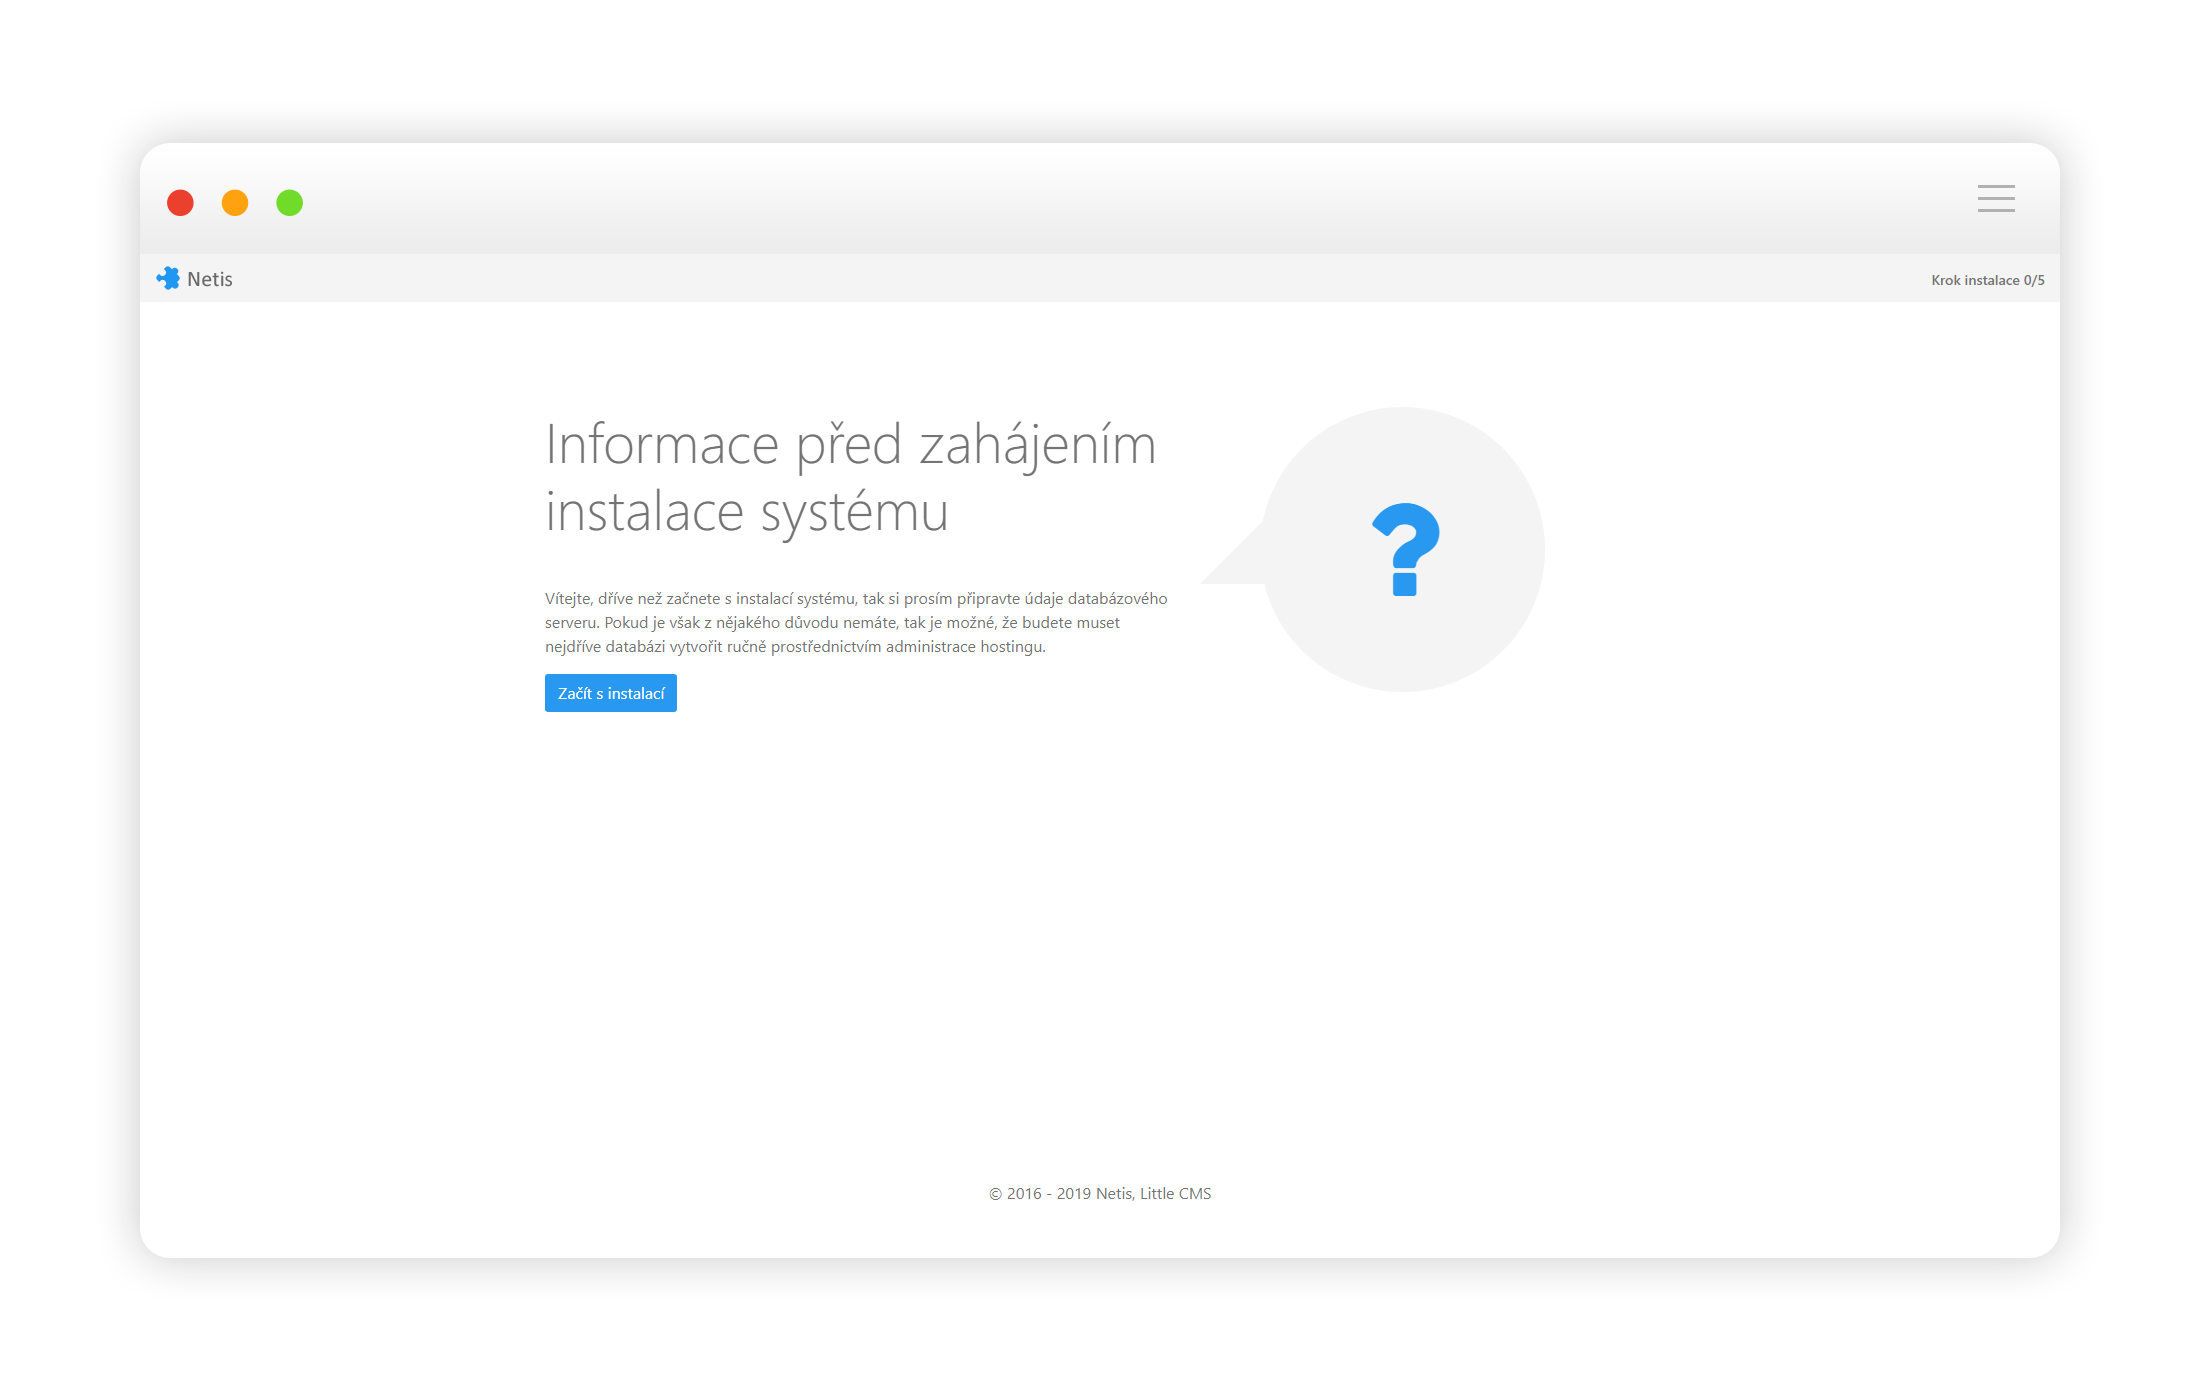 Netis
Krok instalace 0/5
Informace před zahájením
instalace systému
?
Vítejte, dříve než začnete s instalací systému, tak si prosím připravte údaje databázového
serveru. Pokud je však z nějakého důvodu nemáte, tak je možné, že budete muset
nejdříve databázi vytvořit ručně prostřednictvím administrace hostingu.
Začít s instalací
© 2016 - 2019 Netis, Little CMS